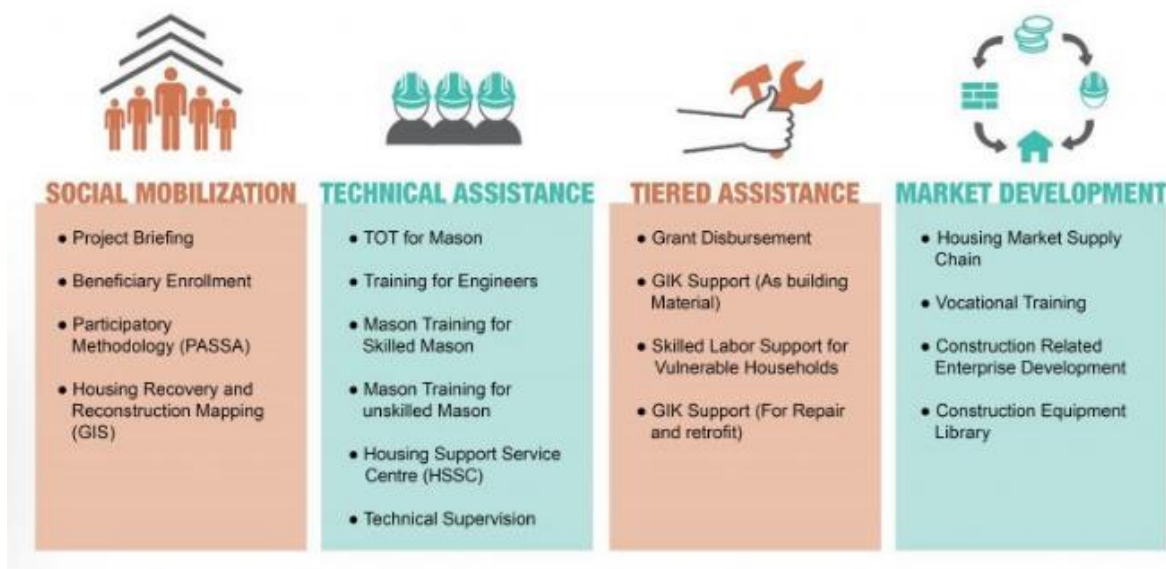 SOCIAL MOBILIZATION
● Project Briefing
● Beneficiary Enrollment
● Participatory
Methodology (PASSA)
● Housing Recovery and
Reconstruction Mapping
(GIS)
TECHNICAL ASSISTANCE
● TOT for Mason
● Training for Engineers
● Mason Training for
Skilled Mason
● Mason Training for
unskilled Mason
● Housing Support Service
Centre (HSSC)
● Technical Supervision
TIERED ASSISTANCE
● Grant Disbursement
● GIK Support (As building
Material)
● Skilled Labor Support for
Vulnerable Households
● GIK Support (For Repair
and retrofit)
MARKET DEVELOPMENT
● Housing Market Supply
Chain
● Vocational Training
● Construction Related
Enterprise Development
● Construction Equipment
Library